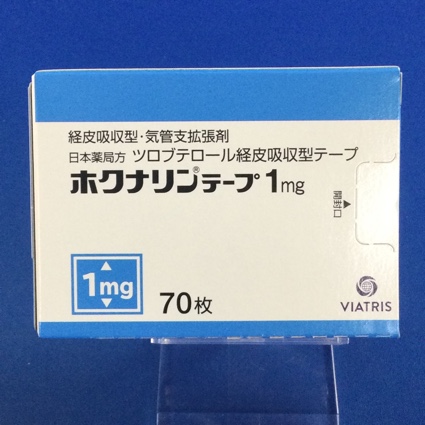 経皮吸収型・気管支拡張剤
日本薬局方 ツロブテロール経皮吸収型テープ
ホクナリン®テープ1mg
開封口
1mg
70枚
VIATRIS